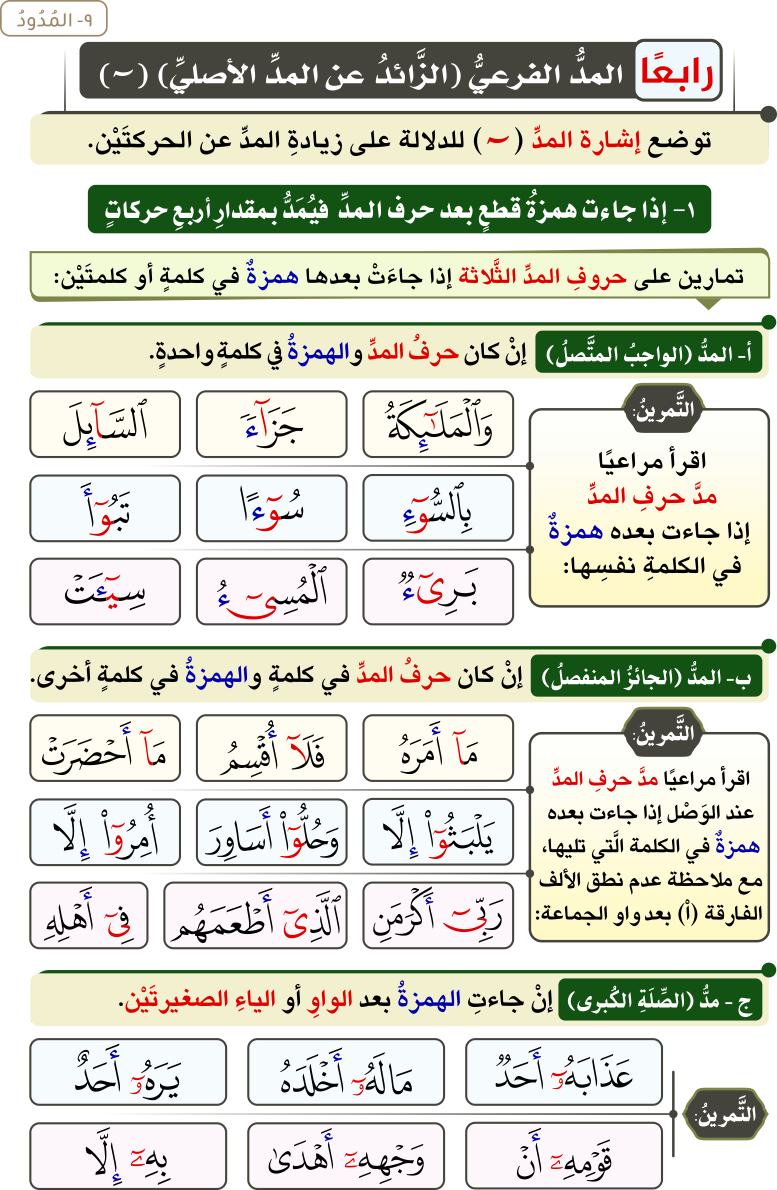 ٩- المُدُودُ
رابعًا المدُّ الفرعيُّ (الزَّائدُ عن المدِّ الأصليِّ) (~)
توضع إشارة المدِّ (~) للدلالة على زيادةِ المدِّ عن الحركتَيْن.
١- إذا جاءت همزةُ قطعٍ بعد حرف المدِّ فيُمَدُّ بمقدارِ أربعِ حركاتٍ
تمارين على حروفِ المدِّ الثَّلاثة إذا جاءَتْ بعدها همزةٌ في كلمةٍ أو كلمتَيْن:
أ- المدُّ (الواجبُ المتَّصلُ) إنْ كان حرفُ المدِّ والهمزةُ في كلمةٍ واحدةٍ.
التَّمرينُ:
اقرأ مراعيًا
مدَّ حرفِ المدِّ
إذا جاءت بعده همزةٌ
في الكلمةِ نفسِها:
وَٱلۡمَلَٰٓئِكَةُ جَزَآءَۢ ٱلسَّآئِلَ
بِٱلسُّوٓءِ سُوٓءًا تَبُوٓأَ
بَرِيٓءٞ ٱلۡمُسِيٓءُ سِيٓـَٔتۡ
ب- المدُّ (الجائزُ المنفصلُ) إنْ كان حرفُ المدِّ في كلمةٍ والهمزةُ في كلمةٍ أخرى.
التَّمرينُ:
اقرأ مراعيًا مدَّ حرفِ المدِّ
عند الوَصْل إذا جاءت بعده
همزةٌ في الكلمة الَّتي تليها،
مع ملاحظة عدم نطق الألف
الفارقة (اْ) بعد واو الجماعة:
مَآ أَمَرَهُ فَلَآ أُقۡسِمُ مَآ أَحۡضَرَتۡ
يَلۡبَثُوٓاْ إِلَّا وَحُلُّوٓاْ أَسَاوِرَ أُمِرُوٓاْ إِلَّا
رَبِّيٓ أَكۡرَمَنِ ٱلَّذِيٓ أَطۡعَمَهُم فِيٓ أَهۡلِهِ
ج - مدُّ (الصِّلَةِ الكُبرى) إنْ جاءتِ الهمزةُ بعد الواوِ أو الياءِ الصغيرتَيْن.
التَّمرينُ:
عَذَابَهُۥٓ أَحَدٞ مَالَهُۥٓ أَخۡلَدَهُ يَرَهُۥٓ أَحَدٌ
قَوۡمِهِۦٓ أَنۡ وَجۡهِهِۦٓ أَهۡدَىٰ بِهِۦٓ إِلَّا